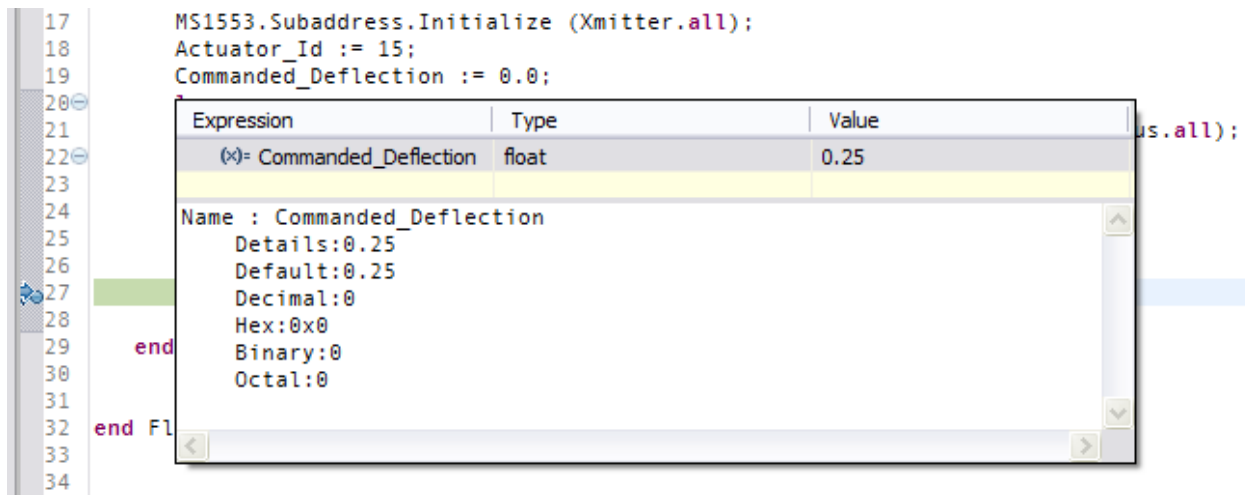 17 MS1553.Subaddress.Initialize (Xmitter.all);
18 Actuator_Id := 15;
19 Commanded_Deflection := 0.0;
20
21 us.all);
22
23
24
25
26
27
28
29 end
30
31
32 end Fl
33
34
Expression Type Value
(x)= Commanded_Deflection float 0.25
Name : Commanded_Deflection
Details:0.25
Default:0.25
Decimal:0
Hex:0x0
Binary:0
Octal:0